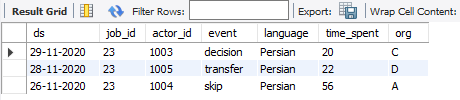 Result Grid Filter Rows: Export: Wrap Cell Content:
ds job_id actor_id event language time_spent org
29-11-2020 23 1003 decision Persian 20 C
28-11-2020 23 1005 transfer Persian 22 D
26-11-2020 23 1004 skip Persian 56 A